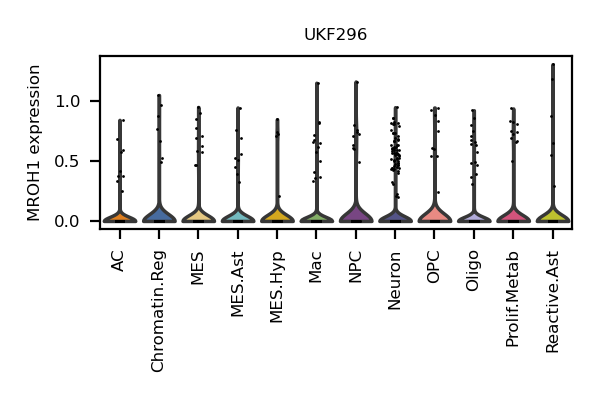 UKF296
MROH1 expression
1.0
0.5
0.0
AC
Chromatin.Reg
MES
MES.Ast
MES.Hyp
Mac
NPC
Neuron
OPC
Oligo
Prolif.Metab
Reactive.Ast